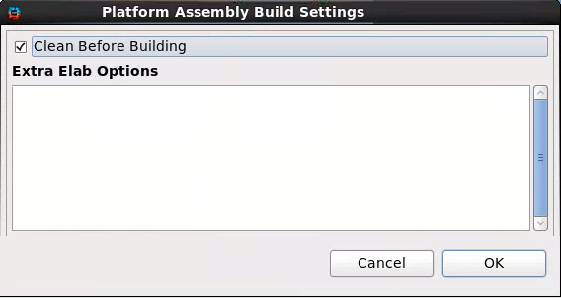 Platform Assembly Build Settings
Clean Before Building
Extra Elab Options
Cancel
OK